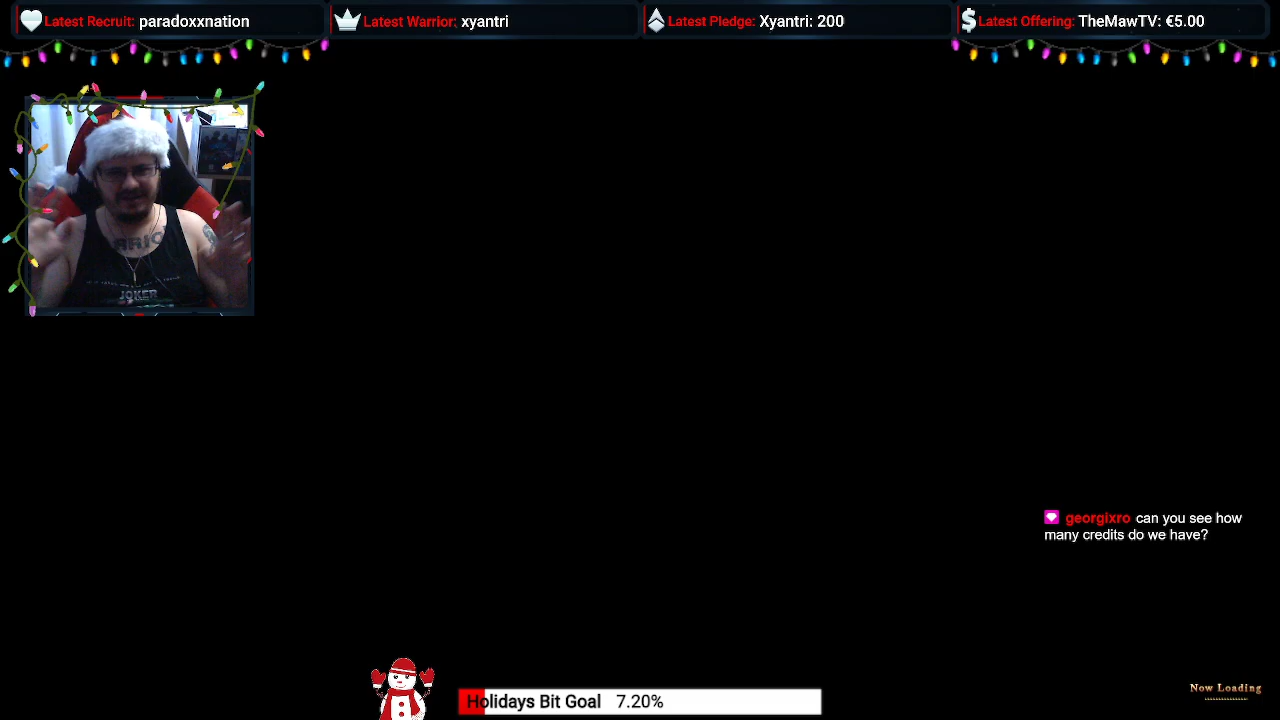 Latest Recruit: paradoxxnation
Latest Warrior: xyantri
Latest Pledge: Xyantri: 200
Latest Offering: TheMawTV: €5.00
JOKER
georgixro can you see how
many credits do we have?
Holidays Bit Goal 7.20%
Now Loading